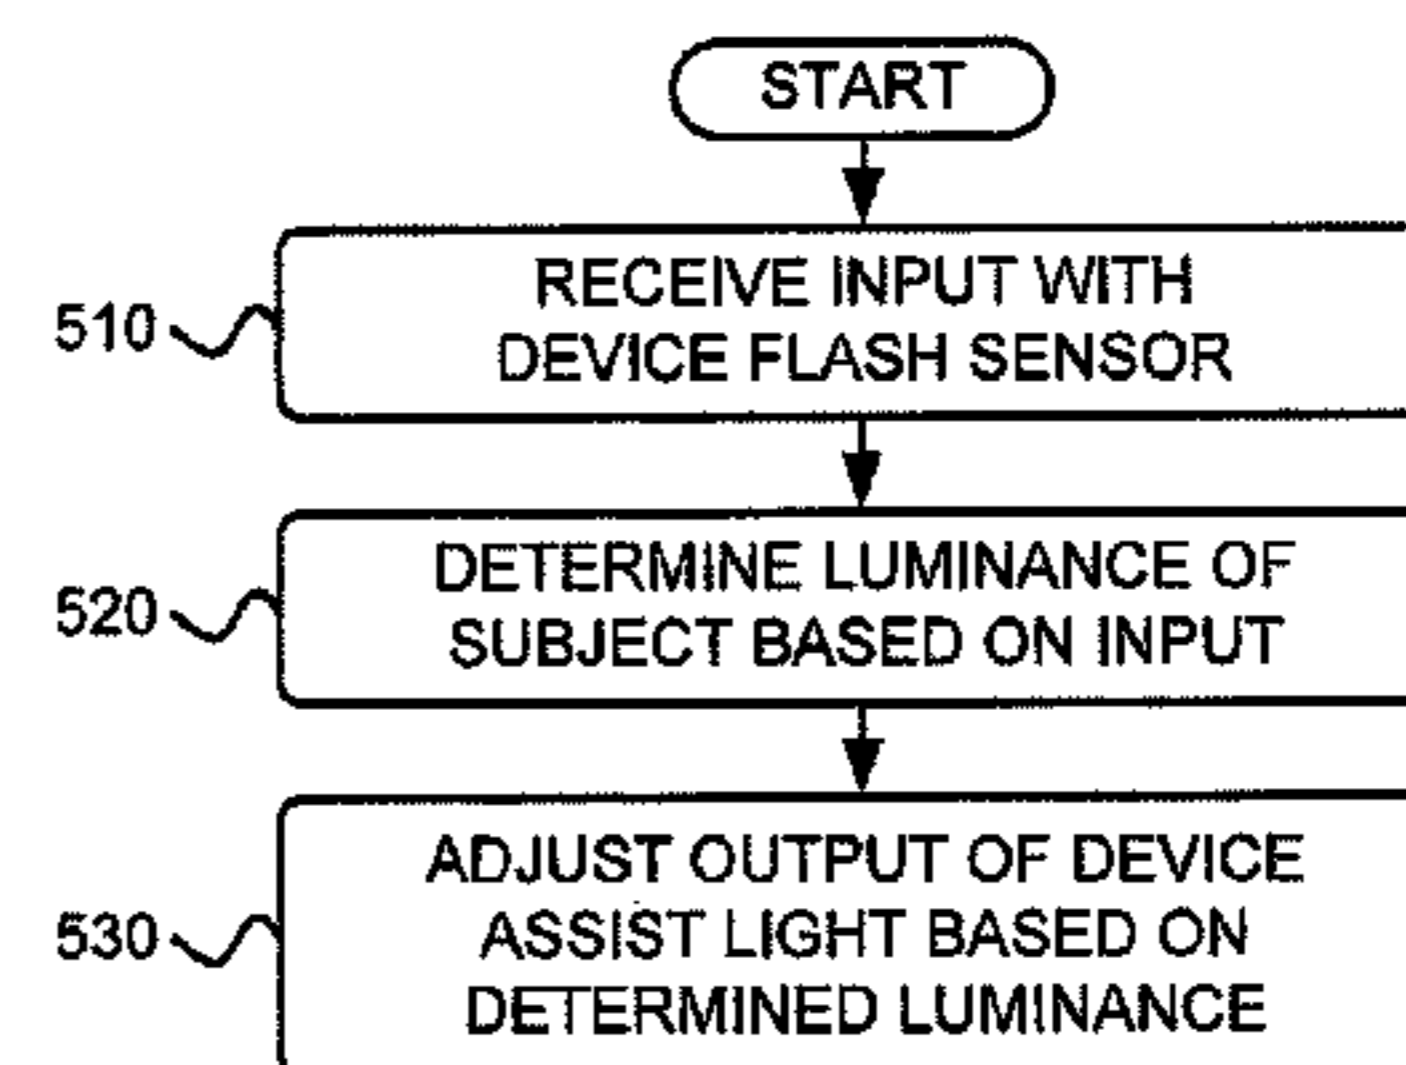 START
RECEIVE INPUT WITH
DEVICE FLASH SENSOR
510
DETERMINE LUMINANCE OF
SUBJECT BASED ON INPUT
520
ADJUST OUTPUT OF DEVICE
ASSIST LIGHT BASED ON
DETERMINED LUMINANCE
530